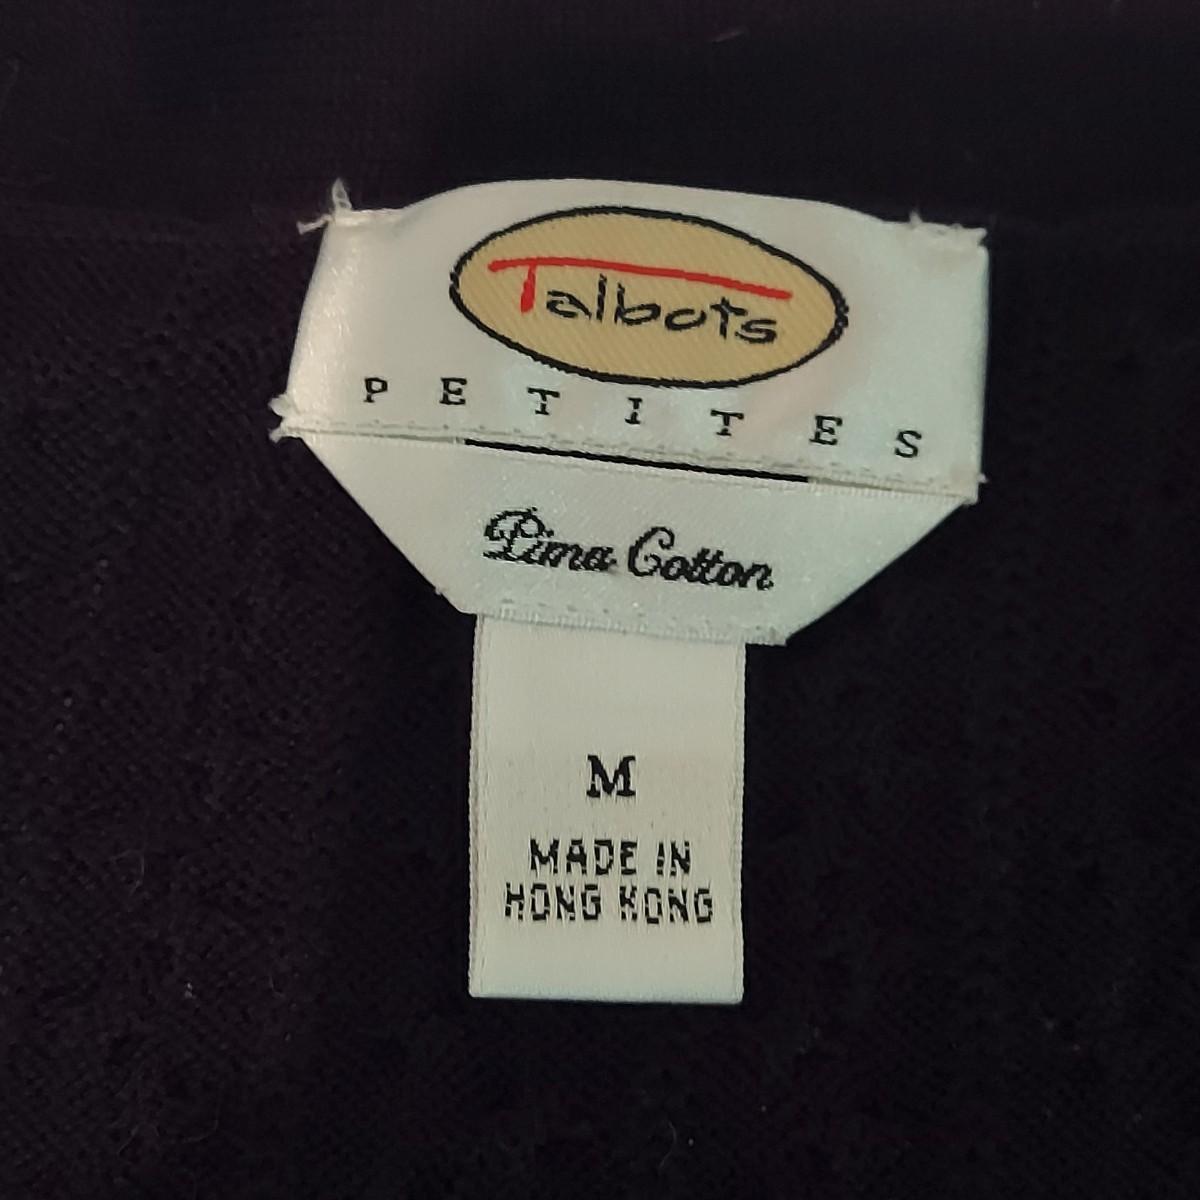 Talbots
PETITES
Pima Cotton
M
MADE IN
HONG KONG